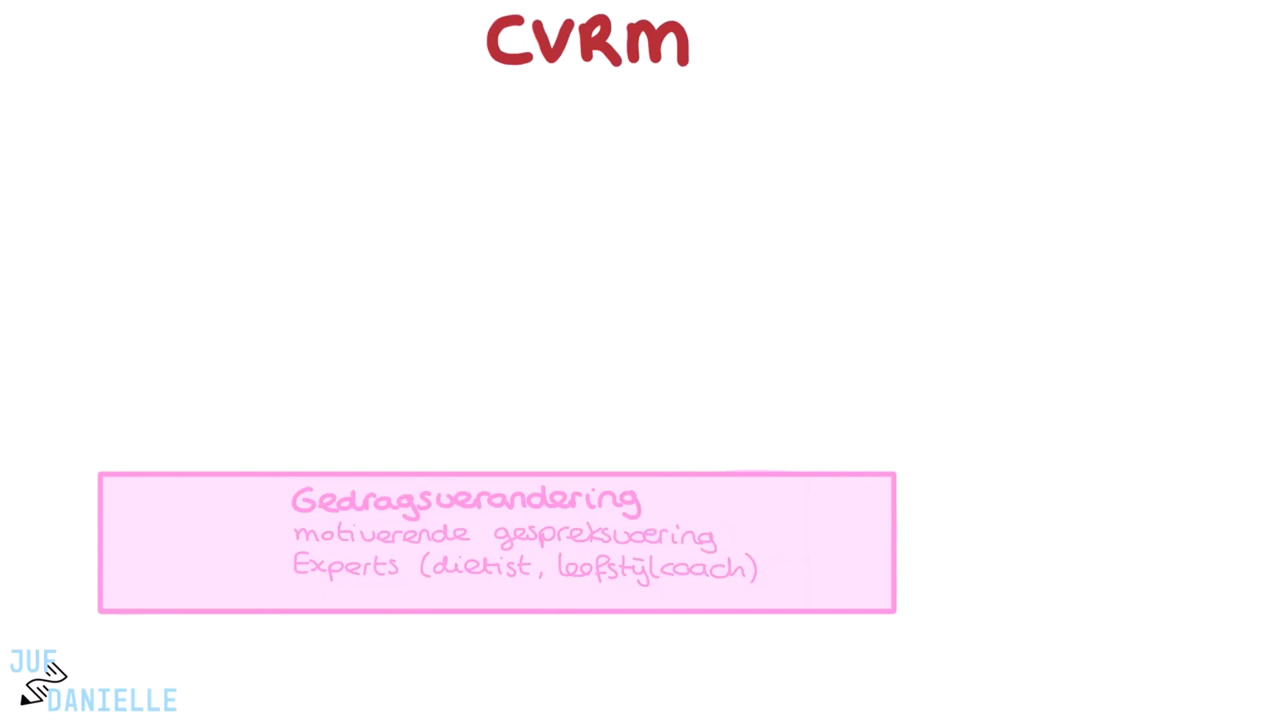 CVRM
Gedragsverandering
motiverende gespreksvoering
Experts (diëtist, leefstijlcoach)
JUF
DANIELLE